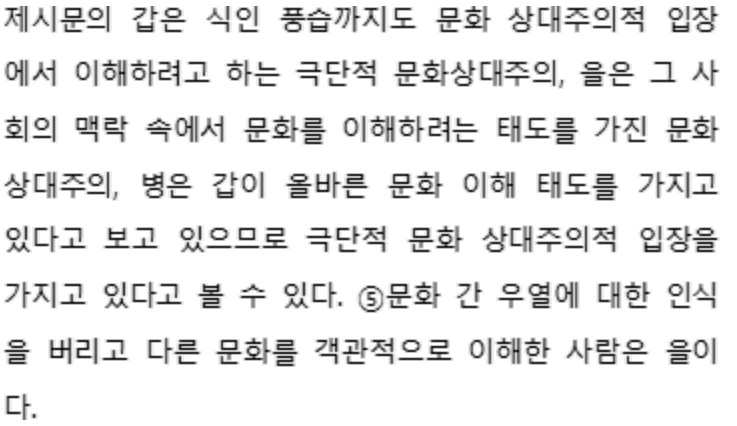 제시문의 갑은 식인 풍습까지도 문화 상대주의적 입장
에서 이해하려고 하는 극단적 문화상대주의, 을은 그 사
회의 맥락 속에서 문화를 이해하려는 태도를 가진 문화
상대주의, 병은 갑이 올바른 문화 이해 태도를 가지고
있다고 보고 있으므로 극단적 문화 상대주의적 입장을
가지고 있다고 볼 수 있다. ⑤문화 간 우열에 대한 인식
을 버리고 다른 문화를 객관적으로 이해한 사람은 을이
다.